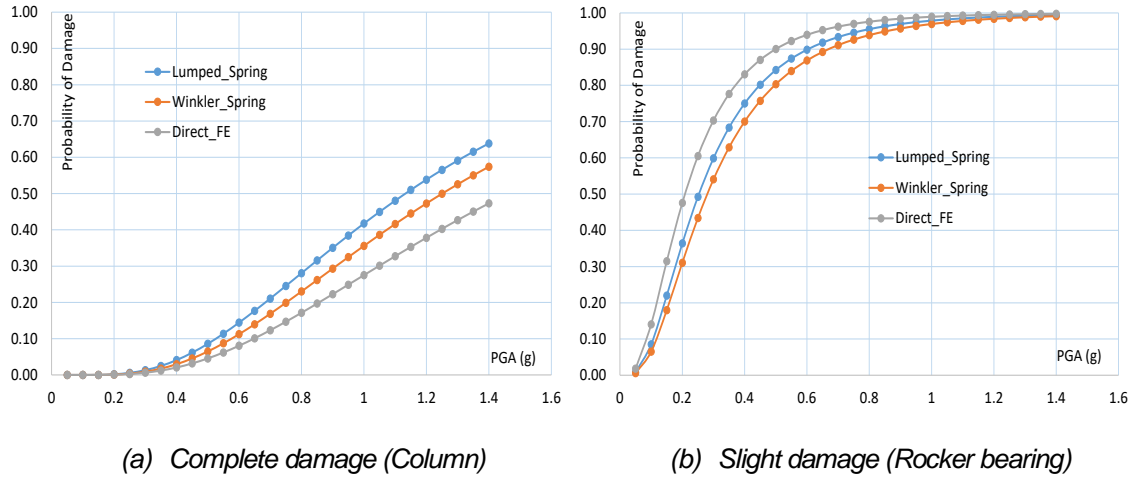 1.00
0.90
0.80
0.70
0.60
0.50
0.40
0.30
0.20
0.10
0.00
Probability of Damage
Lumped_Spring
Winkler_Spring
Direct_FE
PGA (g)
0 0.2 0.4 0.6 0.8 1 1.2 1.4 1.6
(a) Complete damage (Column)
1.00
0.90
0.80
0.70
0.60
0.50
0.40
0.30
0.20
0.10
0.00
Probability of Damage
Lumped_Spring
Winkler_Spring
Direct_FE
PGA (g)
0 0.2 0.4 0.6 0.8 1 1.2 1.4 1.6
(b) Slight damage (Rocker bearing)